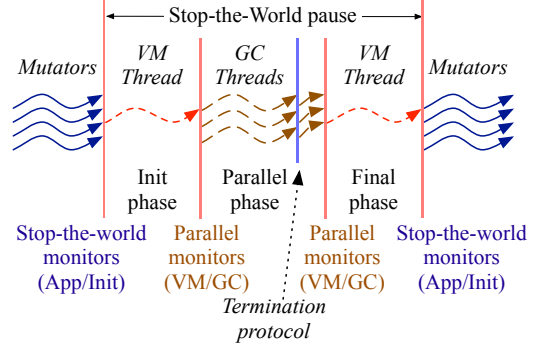 Stop-the-World pause
Mutators
VM
Thread
GC
Threads
VM
Thread
Mutators
Init
phase
Parallel
phase
Final
phase
Stop-the-world
monitors
(App/Init)
Parallel
monitors
(VM/GC)
Parallel
monitors
(VM/GC)
Stop-the-world
monitors
(App/Init)
Termination
protocol